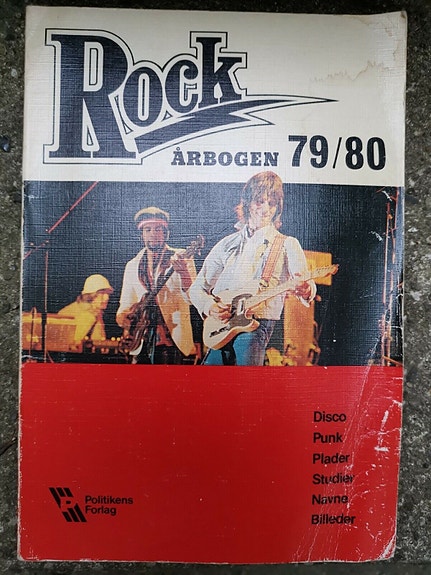 Rock
ÅRBOGEN 79/80
Disco
Punk
Plader
Studier
Navne
Billeder
Politikens
Forlag